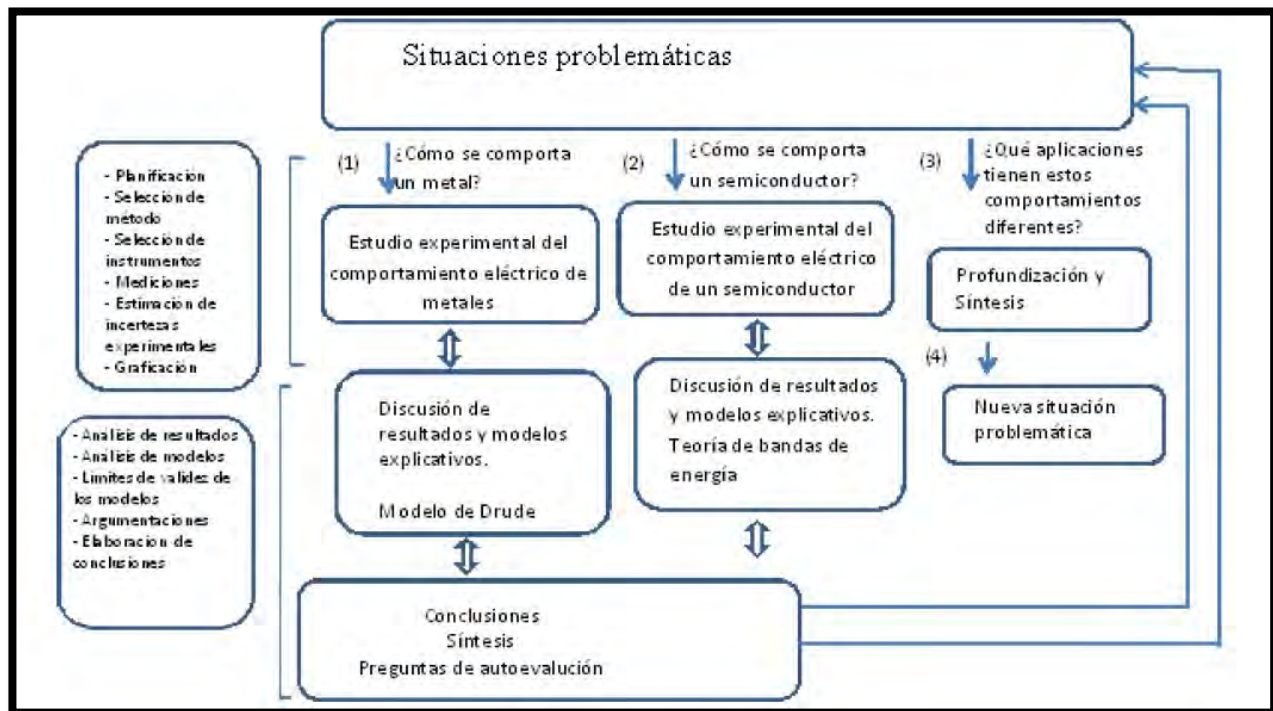 Situaciones problemáticas
- Planificación
- Selección de
método
- Selección de
instrumentos
- Mediciones
- Estimación de
incertezas
experimentales
- Graficación
(1)
¿Cómo se comporta
un metal?
(2)
¿Cómo se comporta
un semiconductor?
(3)
¿Qué aplicaciones
tienen estos
comportamientos
diferentes?
Estudio experimental del
comportamiento eléctrico de
metales
Estudio experimental del
comportamiento eléctrico
de un semiconductor
Profundización y
Síntesis
(4)
Nueva situación
problemática
- Análisis de resultados
- Análisis de modelos
- Limites de validez de
los modelos
- Argumentaciones
- Elaboracion de
conclusiones
Discusión de
resultados y modelos
explicativos.
Modelo de Drude
Discusión de resultados
y modelos explicativos.
Teoría de bandas de
energía
Conclusiones
Síntesis
Preguntas de autoevalución